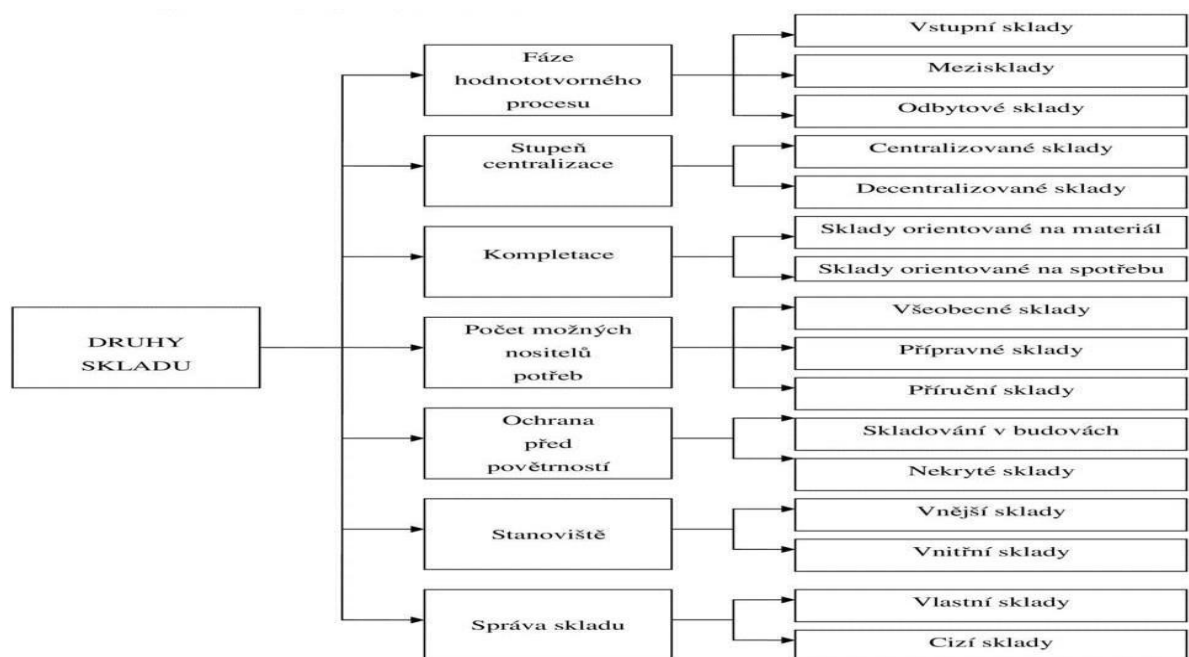 DRUHY
SKLADU
Fáze
hodnototvorného
procesu
Vstupní sklady
Mezisklady
Odbytové sklady
Stupeň
centralizace
Centralizované sklady
Decentralizované sklady
Kompletace
Sklady orientované na materiál
Sklady orientované na spotřebu
Počet možných
nositelů
potřeb
Všeobecné sklady
Přípravné sklady
Příruční sklady
Ochrana
před
povětrností
Skladování v budovách
Nekryté sklady
Stanoviště
Vnější sklady
Vnitřní sklady
Správa skladu
Vlastní sklady
Cizí sklady